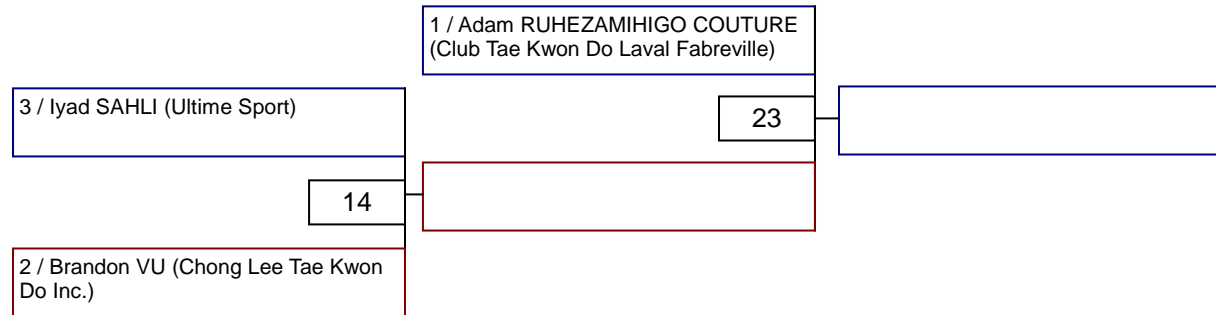 1 / Adam RUHEZAMIHIGO COUTURE
(Club Tae Kwon Do Laval Fabreville)
3 / Iyad SAHLI (Ultime Sport)
23
14
2 / Brandon VU (Chong Lee Tae Kwon
Do Inc.)